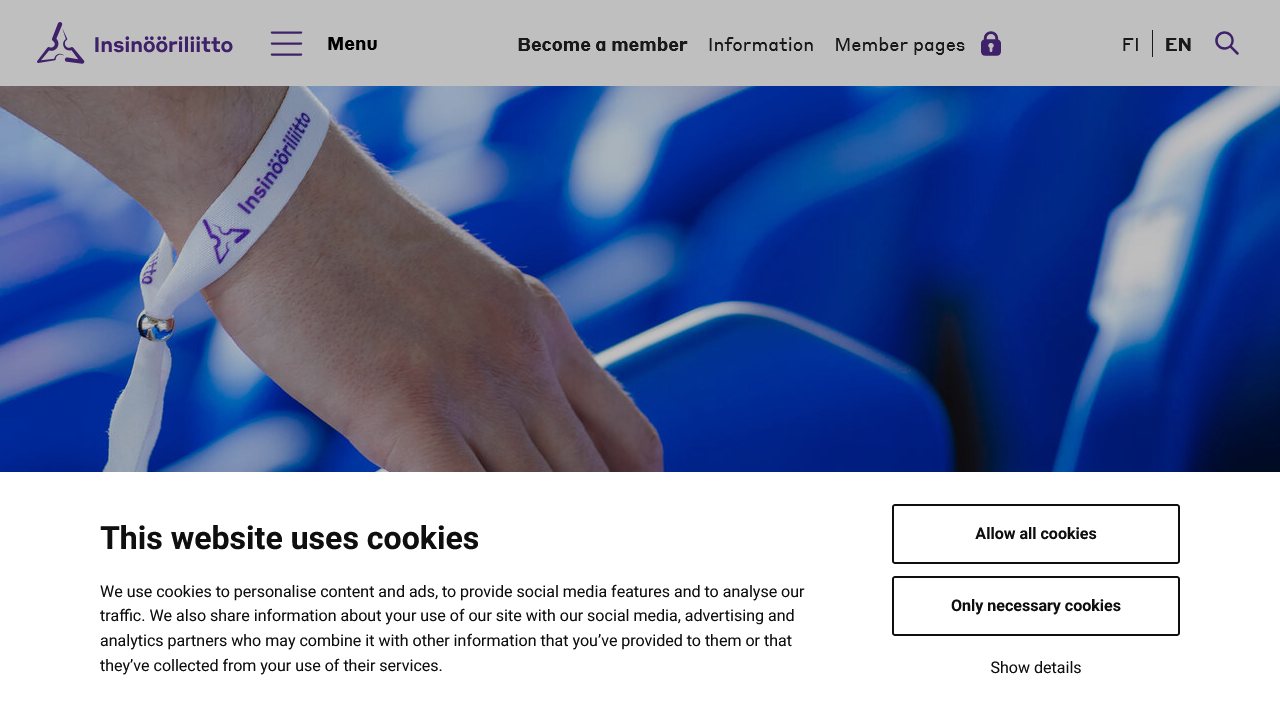 Insinööriliitto
Menu
Become a member
Information
Member pages
FI
EN
Insinööriliitto
itto
This website uses cookies
We use cookies to personalise content and ads, to provide social media features and to analyse our
traffic. We also share information about your use of our site with our social media, advertising and
analytics partners who may combine it with other information that you’ve provided to them or that
they’ve collected from your use of their services.
Allow all cookies
Only necessary cookies
Show details